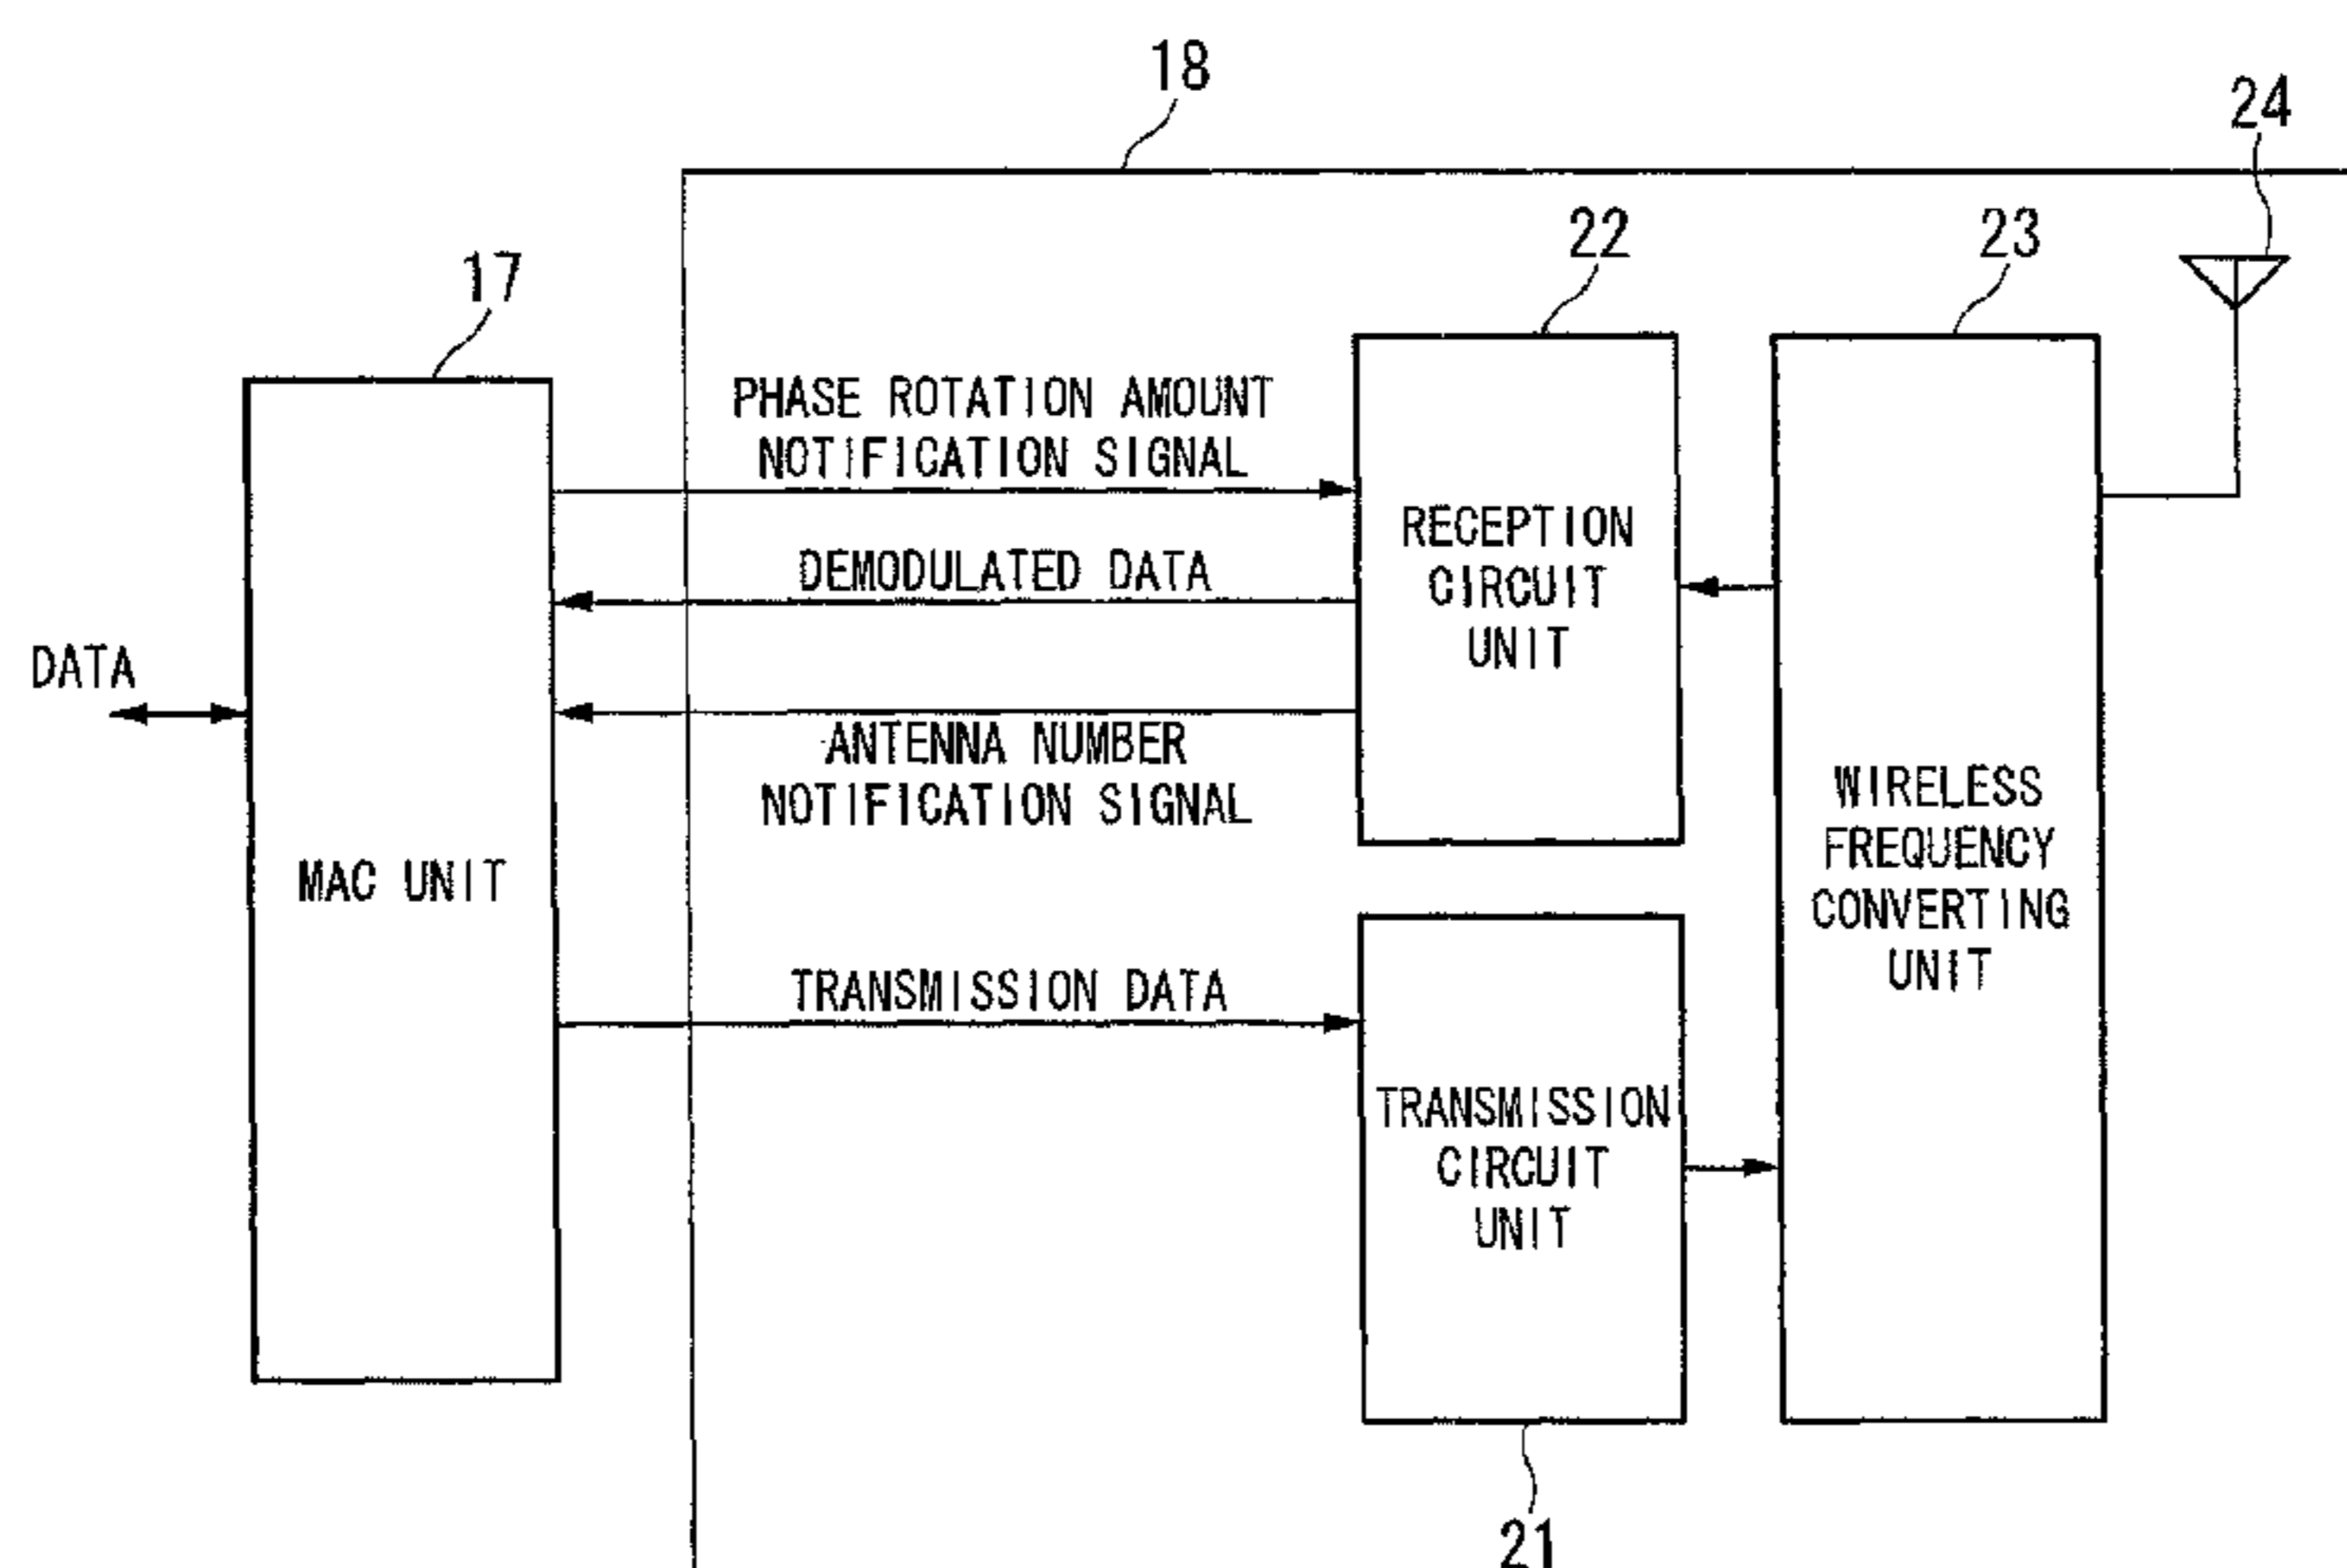 18
24
22
23
17
PHASE ROTATION AMOUNT
NOTIFICATION SIGNAL
RECEPTION
CIRCUIT
UNIT
DEMODULATED DATA
DATA
ANTENNA NUMBER
NOTIFICATION SIGNAL
WIRELESS
FREQUENCY
CONVERTING
UNIT
MAC UNIT
TRANSMISSION DATA
TRANSMISSION
CIRCUIT
UNIT
21